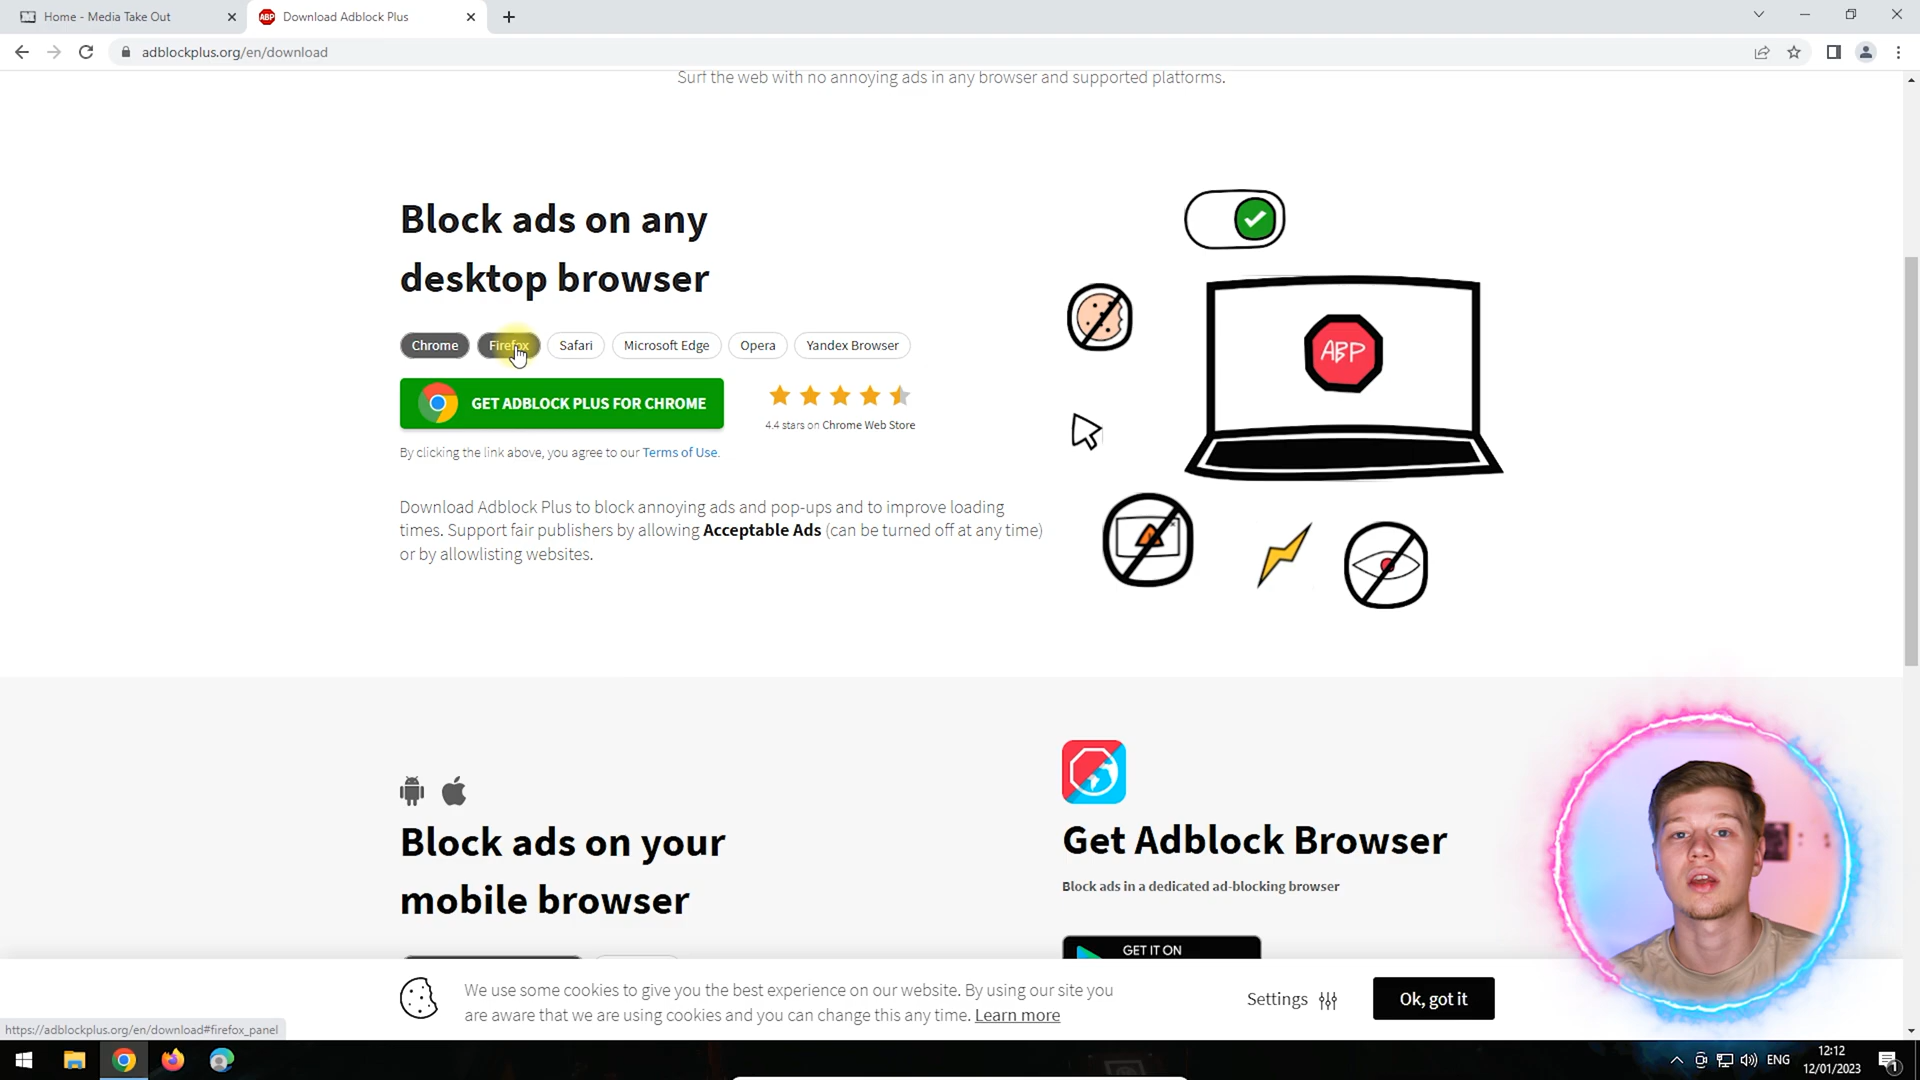 Home - Media Take Out
Download Adblock Plus
adblockplus.org/en/download
Surf the web with no annoying ads in any browser and supported platforms.
Block ads on any
desktop browser
Chrome
Firefox
Safari
Microsoft Edge
Opera
Yandex Browser
GET ADBLOCK PLUS FOR CHROME
4.4 stars on Chrome Web Store
By clicking the link above, you agree to our Terms of Use.
Download Adblock Plus to block annoying ads and pop-ups and to improve loading
times. Support fair publishers by allowing Acceptable Ads (can be turned off at any time)
or by allowlisting websites.
ABP
Block ads on your
mobile browser
Get Adblock Browser
Block ads in a dedicated ad-blocking browser
GET IT ON
We use some cookies to give you the best experience on our website. By using our site you
are aware that we are using cookies and you can change this any time. Learn more
Settings
Ok, got it
https://adblockplus.org/en/download#firefox_panel
ENG
12:12
12/01/2023
1